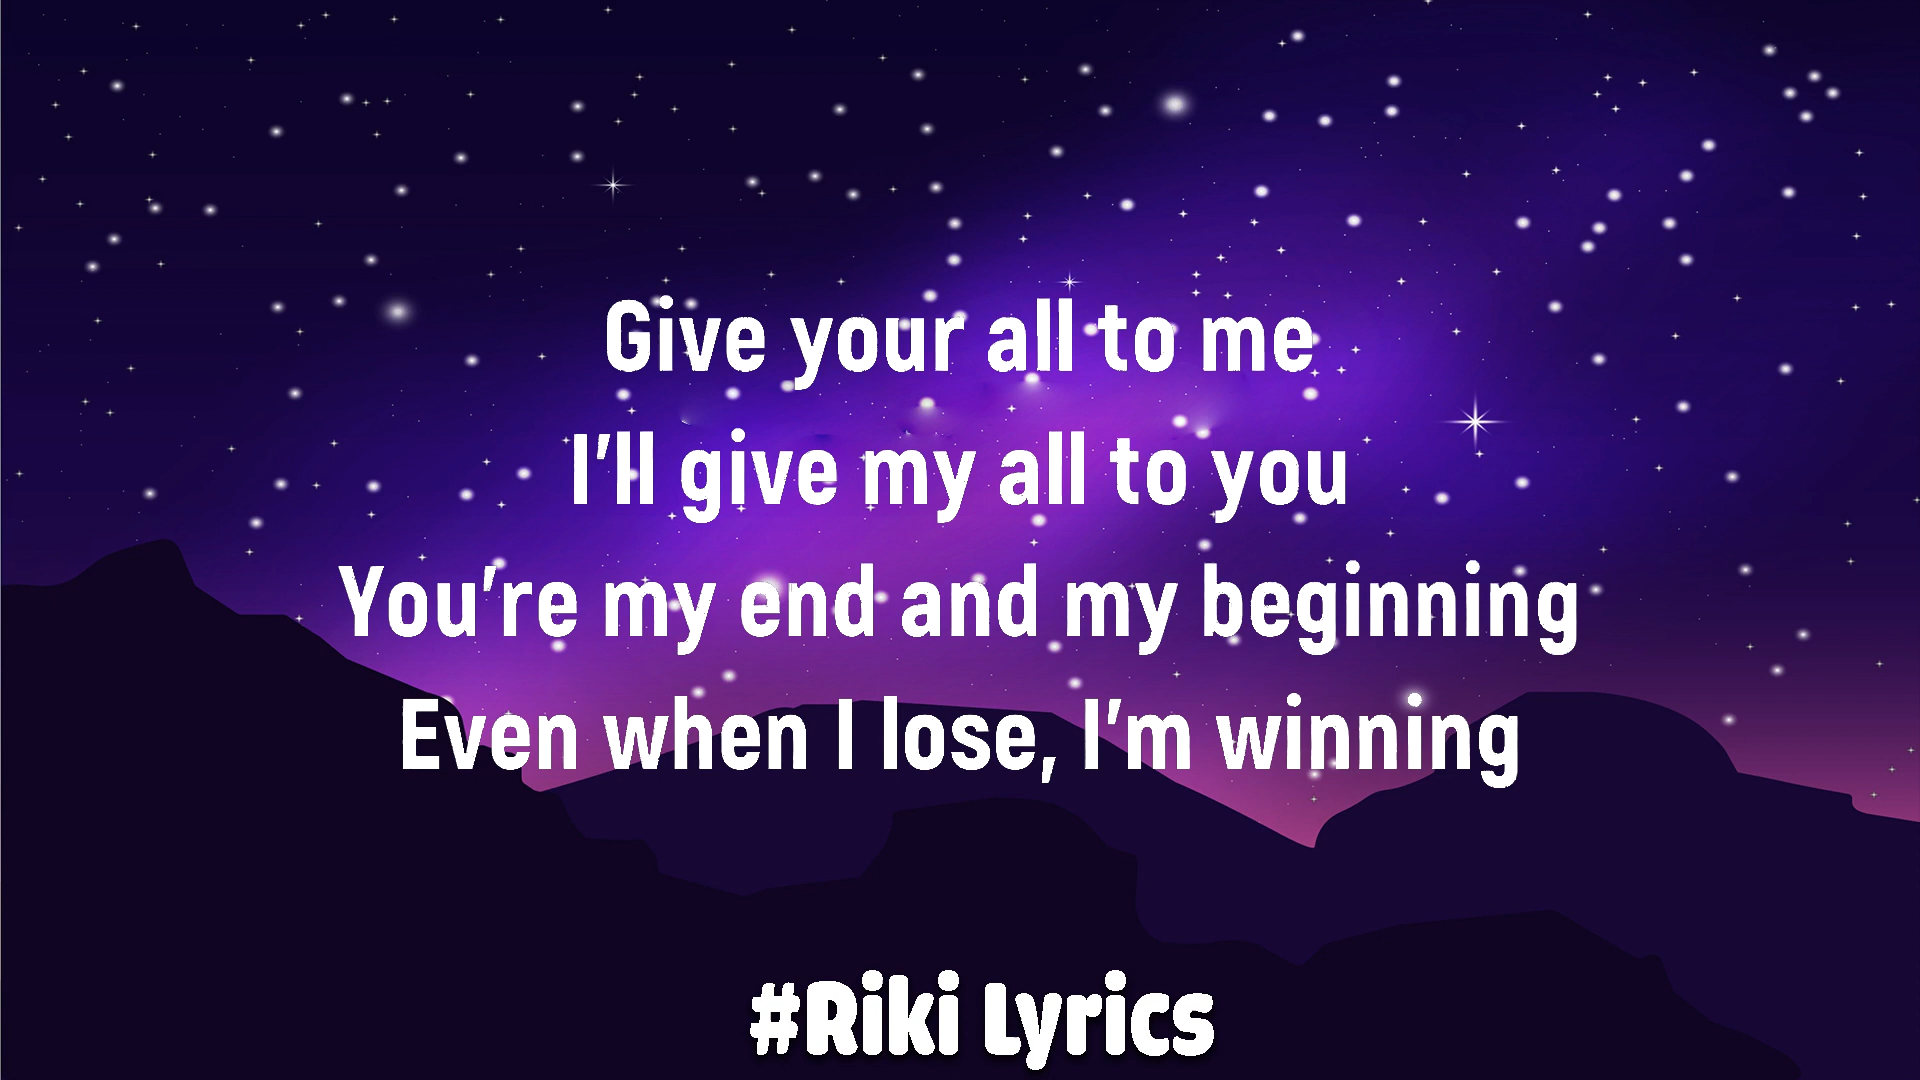 Give your all to me
I'll give my all to you
You're my end and my beginning
Even when I lose, I'm winning
#Riki Lyrics